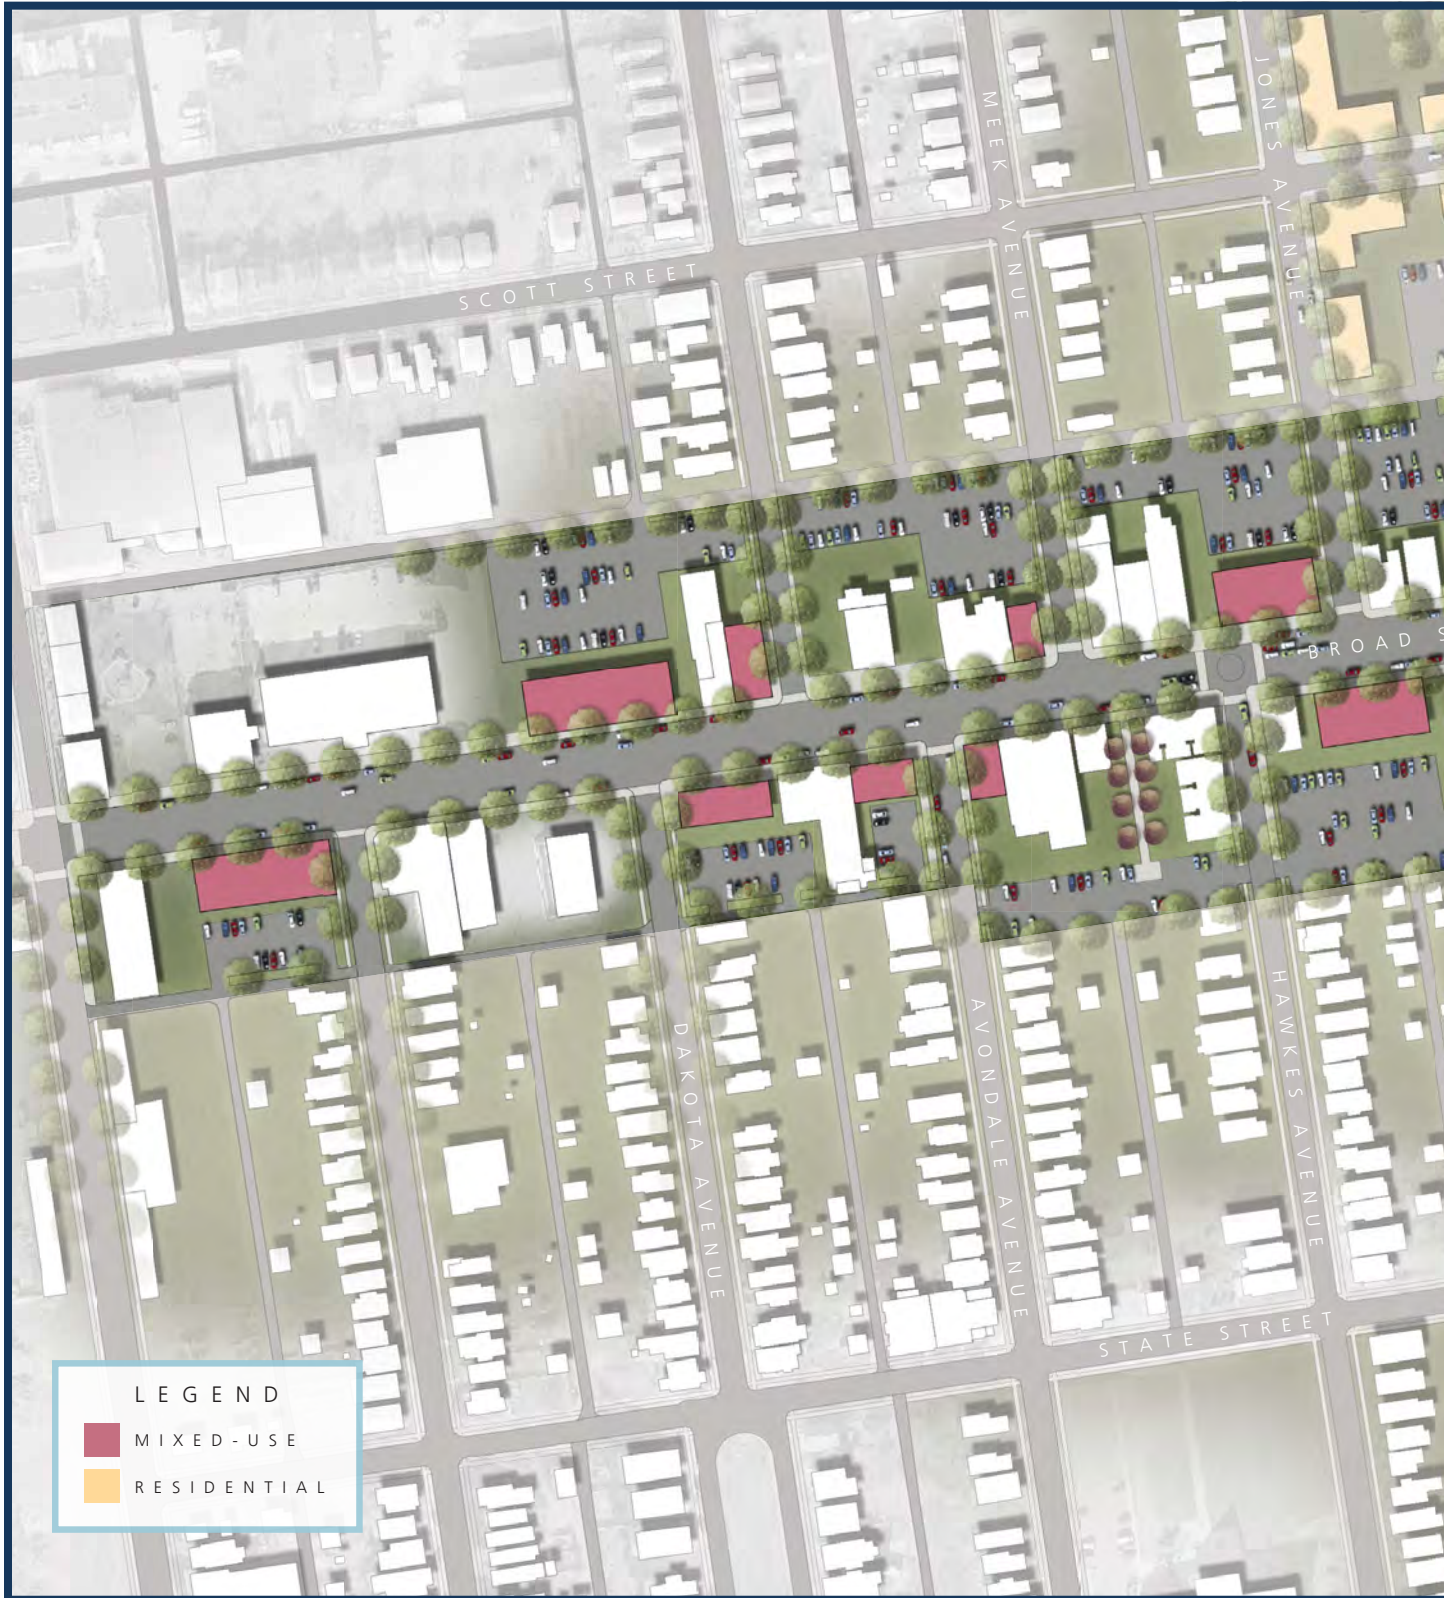 JONES AVENUE
MEEK AVENUE
SCOTT STREET
BROAD S
DAKOTA AVENUE
AVONDALE AVENUE
HAWKES AVENUE
STATE STREET
LEGEND
MIXED-USE
RESIDENTIAL